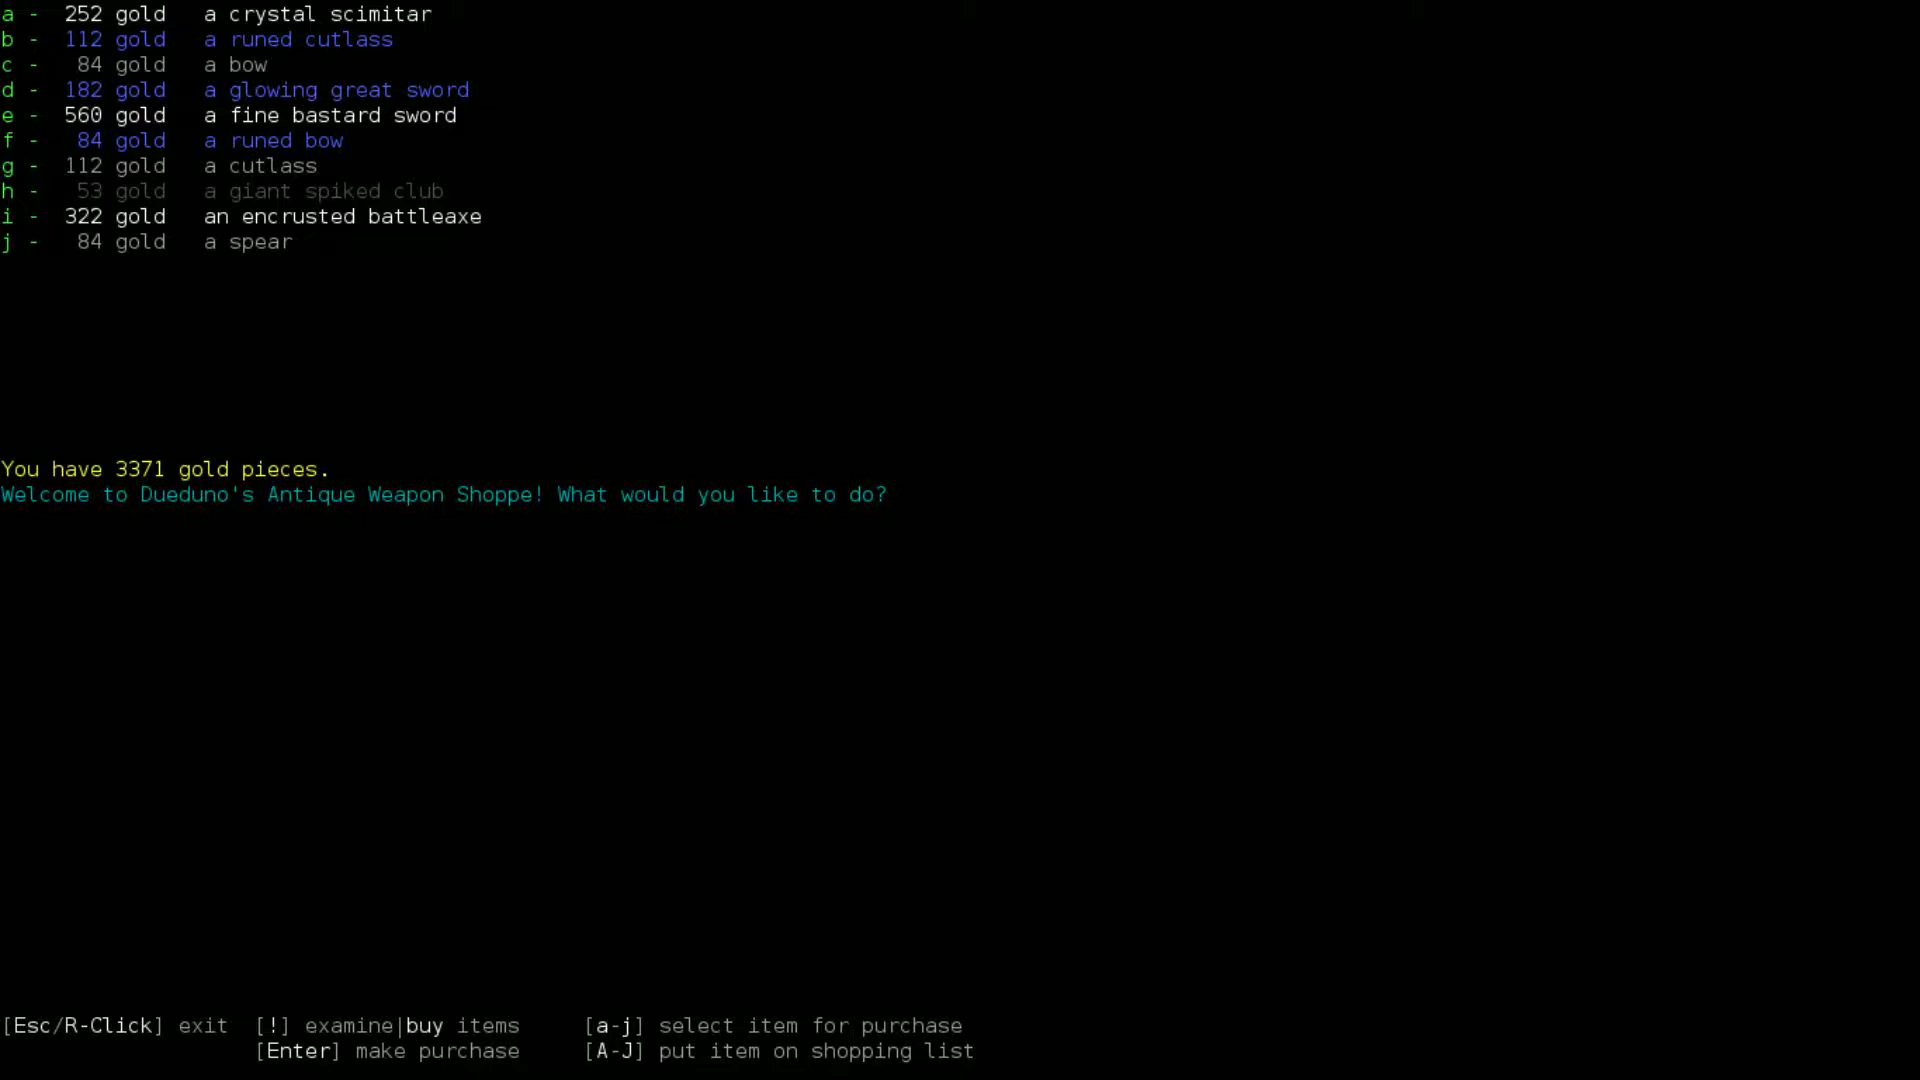 a -  252 gold   a crystal scimitar
b -  112 gold   a runed cutlass
c -   84 gold   a bow
d -  182 gold   a glowing great sword
e -  560 gold   a fine bastard sword
f -   84 gold   a runed bow
g -  112 gold   a cutlass
h -   53 gold   a giant spiked club
i -  322 gold   an encrusted battleaxe
j -   84 gold   a spear
You have 3371 gold pieces.
Welcome to Dueduno's Antique Weapon Shoppe! What would you like to do?
[Esc/R-Click] exit  [!] examine|buy items     [a-j] select item for purchase
[Enter] make purchase     [A-J] put item on shopping list